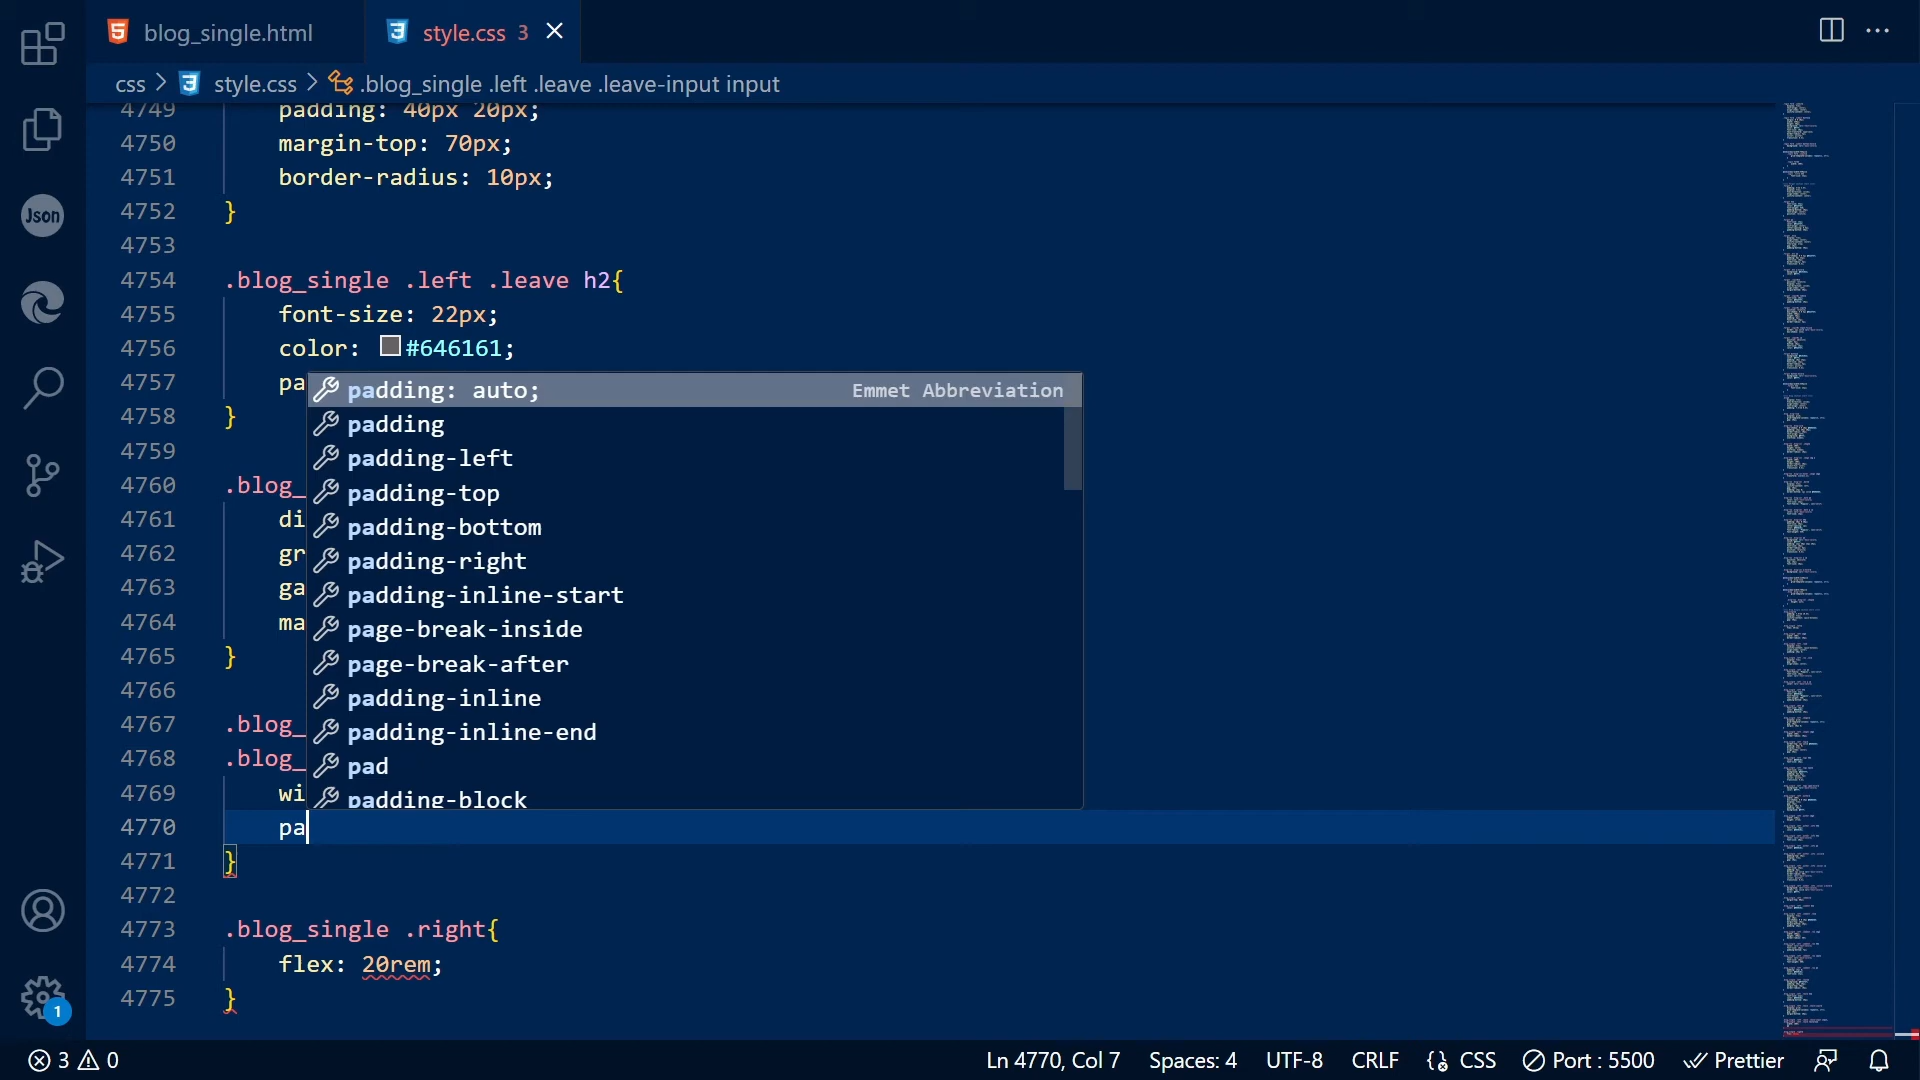 blog_single.html
style.css 3
css > style.css > .blog_single .left .leave .leave-input input
4749 padding: 40px 20px;
4750 margin-top: 70px;
4751 border-radius: 10px;
4752 }
4753
4754 .blog_single .left .leave h2{
4755 font-size: 22px;
4756 color: #646161;
4757 pa
4758 }
4759
4760 .blog_
4761 di
4762 gr
4763 ga
4764 ma
4765 }
4766
4767 .blog_
4768 .blog_
4769 wi
4770 pa
4771 }
4772
4773 .blog_single .right{
4774 flex: 20rem;
4775 }
padding: auto; Emmet Abbreviation
padding
padding-left
padding-top
padding-bottom
padding-right
padding-inline-start
page-break-inside
page-break-after
padding-inline
padding-inline-end
pad
padding-block
Json
1
3 0
Ln 4770, Col 7 Spaces: 4 UTF-8 CRLF {} CSS Port : 5500 Prettier